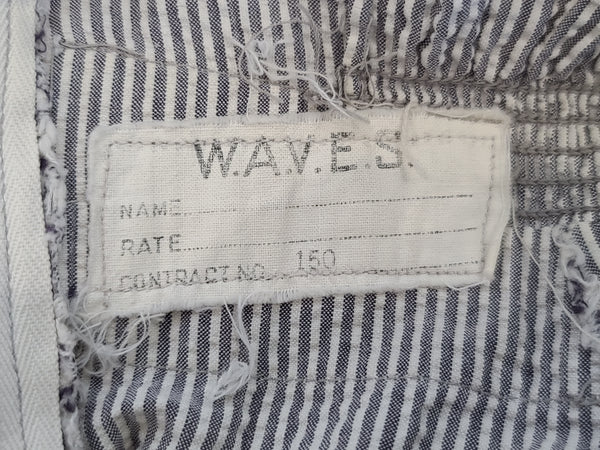 W.A.V.E.S.
NAME
RATE
CONTRACT NO. 150